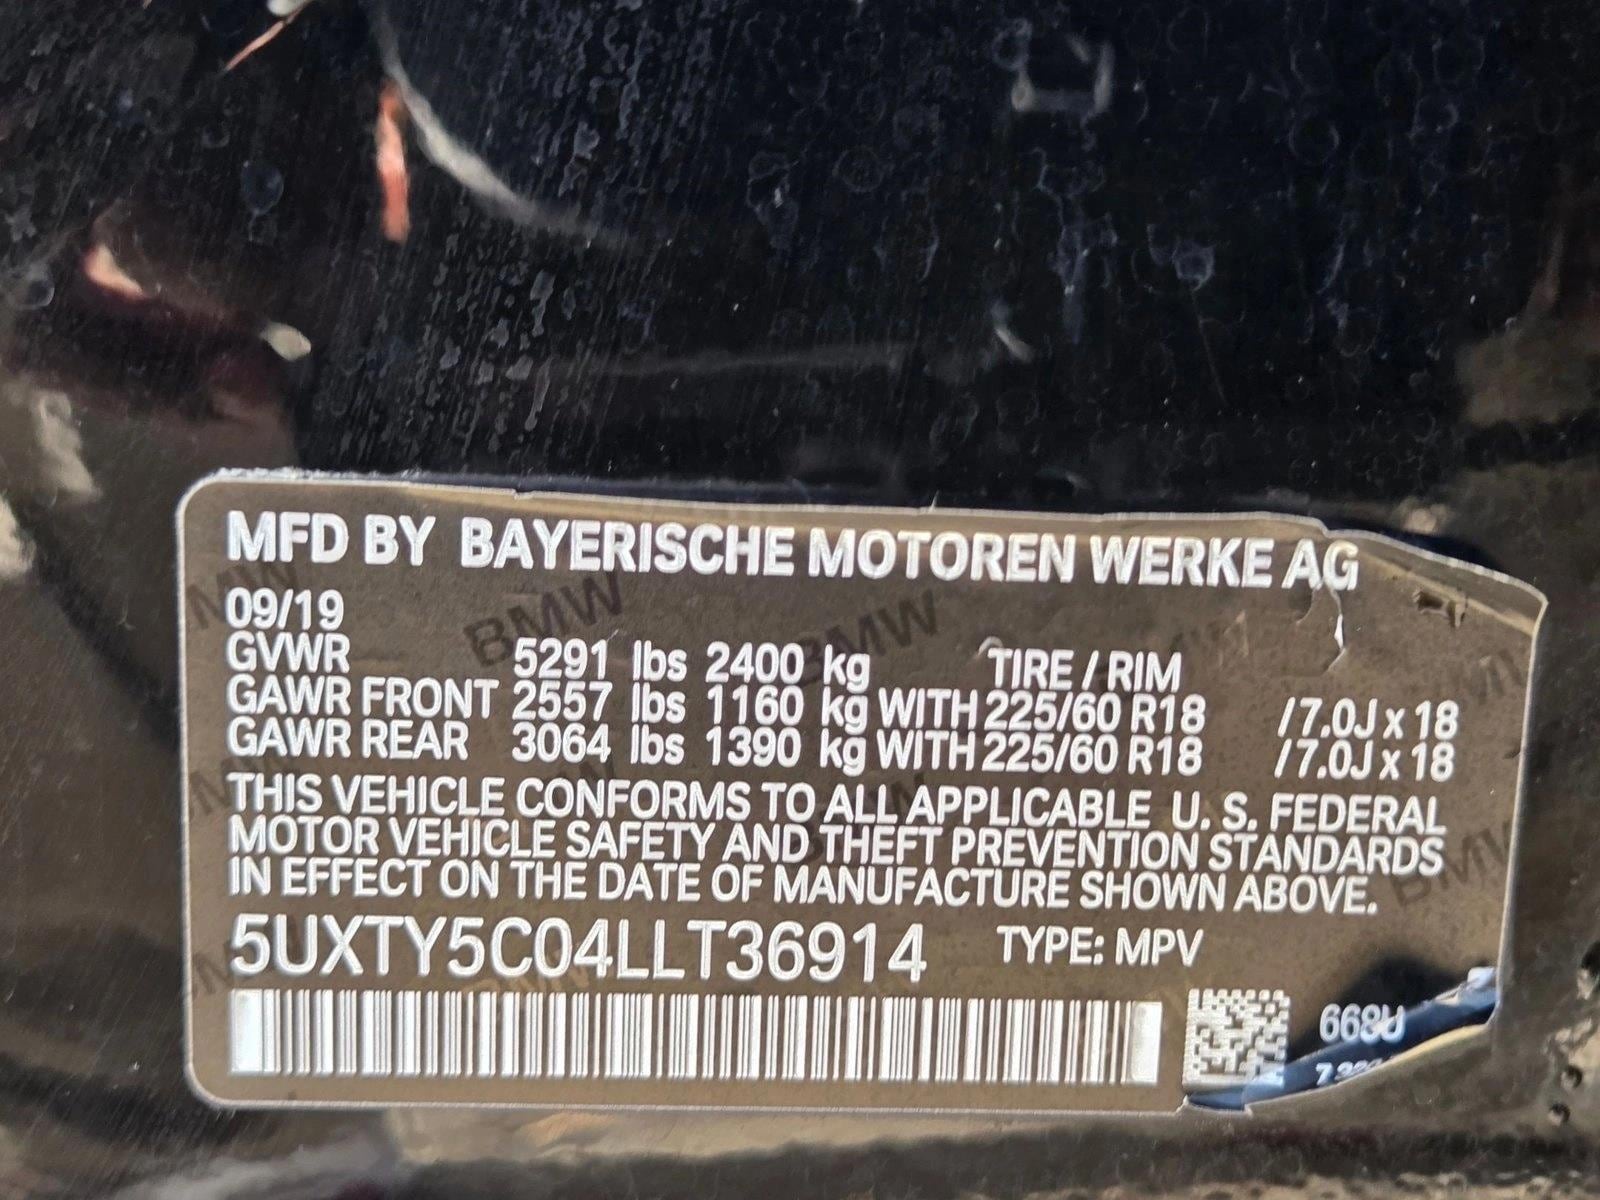 MFD BY BAYERISCHE MOTOREN WERKE AG
09/19
GVWR 5291 lbs 2400 kg TIRE / RIM
GAWR FRONT 2557 lbs 1160 kg WITH 225/60 R18 /7.0J x 18
GAWR REAR 3064 lbs 1390 kg WITH 225/60 R18 /7.0J x 18
THIS VEHICLE CONFORMS TO ALL APPLICABLE U. S. FEDERAL
MOTOR VEHICLE SAFETY AND THEFT PREVENTION STANDARDS
IN EFFECT ON THE DATE OF MANUFACTURE SHOWN ABOVE.
5UXTY5C04LLT36914 TYPE: MPV
668U